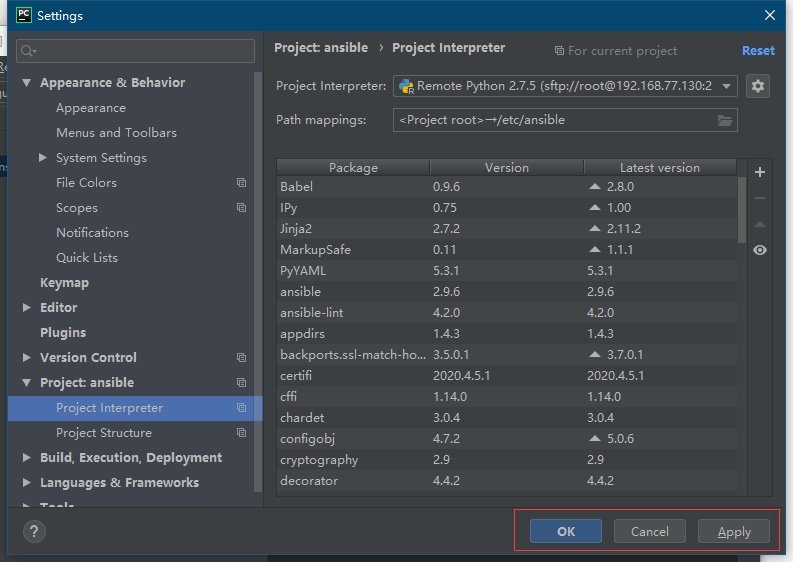 PC Settings
Project: ansible › Project Interpreter For current project Reset
Appearance & Behavior
Appearance
Menus and Toolbars
System Settings
File Colors
Scopes
Notifications
Quick Lists
Keymap
Editor
Plugins
Version Control
Project: ansible
Project Interpreter
Project Structure
Build, Execution, Deployment
Languages & Frameworks
Tools
Project Interpreter: Remote Python 2.7.5 (sftp://root@192.168.77.130:2
Path mappings: <Project root>→/etc/ansible
Package Version Latest version
Babel 0.9.6 2.8.0
IPy 0.75 1.00
Jinja2 2.7.2 2.11.2
MarkupSafe 0.11 1.1.1
PyYAML 5.3.1 5.3.1
ansible 2.9.6 2.9.6
ansible-lint 4.2.0 4.2.0
appdirs 1.4.3 1.4.3
backports.ssl-match-ho... 3.5.0.1 3.7.0.1
certifi 2020.4.5.1 2020.4.5.1
cffi 1.14.0 1.14.0
chardet 3.0.4 3.0.4
configobj 4.7.2 5.0.6
cryptography 2.9 2.9
decorator 4.4.2 4.4.2
? OK Cancel Apply